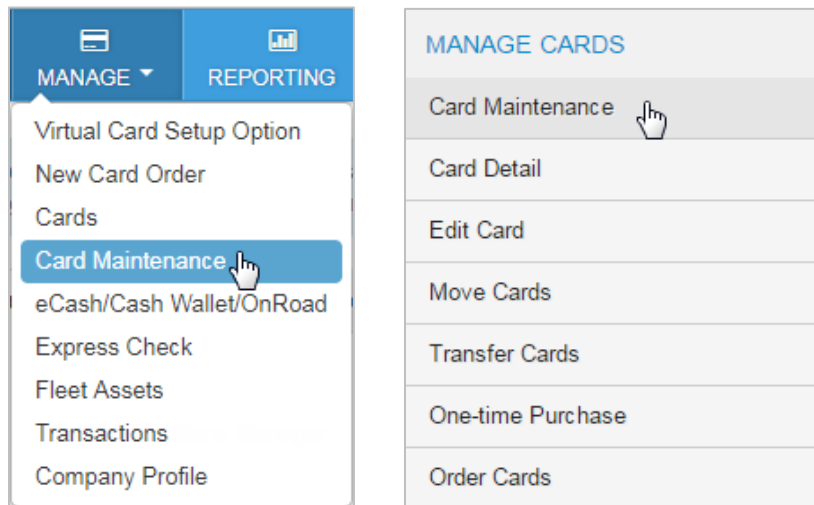 MANAGE
REPORTING
Virtual Card Setup Option
New Card Order
Cards
Card Maintenance
eCash/Cash Wallet/OnRoad
Express Check
Fleet Assets
Transactions
Company Profile
MANAGE CARDS
Card Maintenance
Card Detail
Edit Card
Move Cards
Transfer Cards
One-time Purchase
Order Cards